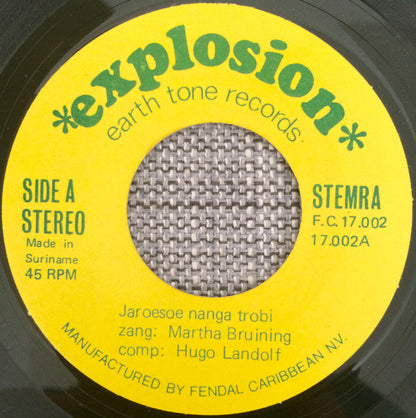 *explosion*
earth tone records
SIDE A
STEREO
Made in
Suriname
45 RPM
STEMRA
F.C. 17.002
17.002A
Jaroesoe nanga trobi
zang: Martha Bruining
comp: Hugo Landolf
MANUFACTURED BY FENDAL CARIBBEAN N.V.